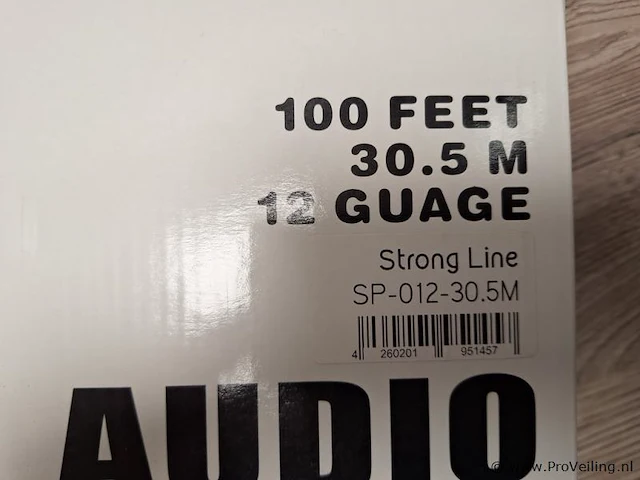 100 FEET
30.5 M
12 GUAGE
Strong Line
SP-012-30.5M
4 260201 951457
AUDIO
© www.ProVeiling.nl